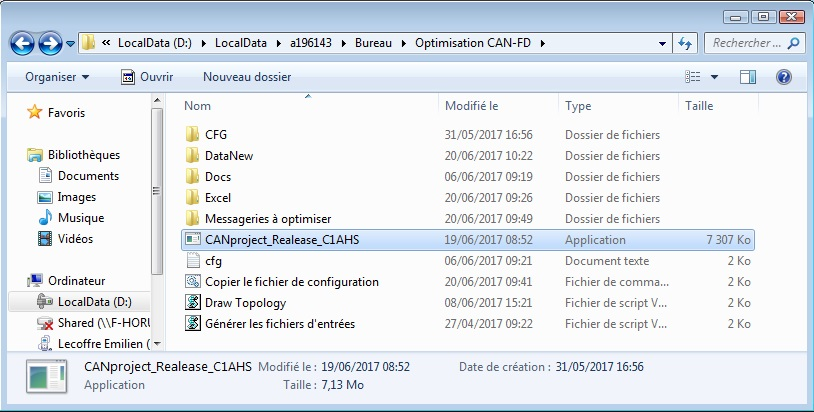 « LocalData (D:) ▸ LocalData ▸ a196143 ▸ Bureau ▸ Optimisation CAN-FD ▸ Rechercher ...
Organiser Ouvrir Nouveau dossier
Favoris
Bibliothèques
Documents
Images
Musique
Vidéos
Ordinateur
LocalData (D:)
Shared (\\F-HORU
Lecoffre Emilien (
Nom Modifié le Type Taille
CFG 31/05/2017 16:56 Dossier de fichiers
DataNew 20/06/2017 10:22 Dossier de fichiers
Docs 06/06/2017 09:19 Dossier de fichiers
Excel 20/06/2017 09:26 Dossier de fichiers
Messageries à optimiser 20/06/2017 09:49 Dossier de fichiers
CANproject_Realease_C1AHS 19/06/2017 08:52 Application 7 307 Ko
cfg 06/06/2017 09:21 Document texte 2 Ko
Copier le fichier de configuration 20/06/2017 09:41 Fichier de comma... 2 Ko
Draw Topology 08/06/2017 15:21 Fichier de script V... 2 Ko
Générer les fichiers d'entrées 27/04/2017 09:22 Fichier de script V... 2 Ko
CANproject_Realease_C1AHS Modifié le : 19/06/2017 08:52 Date de création : 31/05/2017 16:56
Application Taille : 7,13 Mo